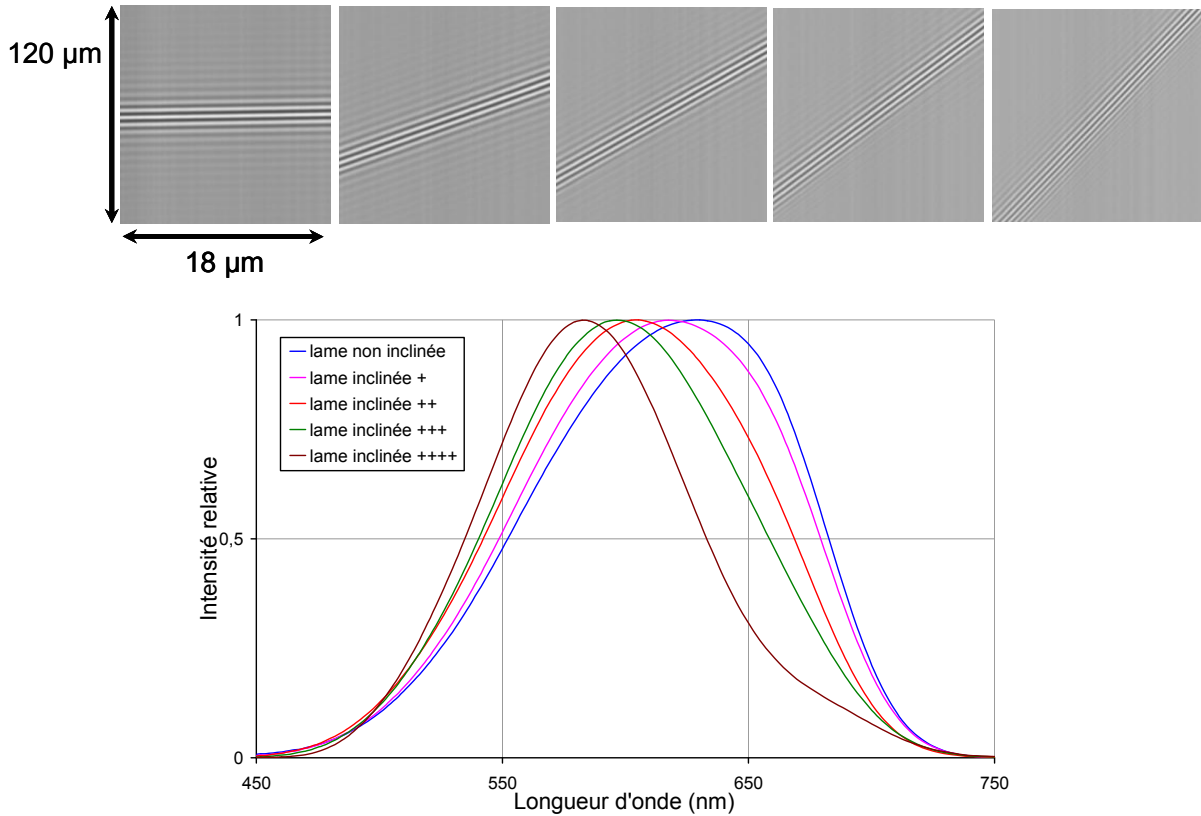 120 µm
18 µm
1
lame non inclinée
lame inclinée +
lame inclinée ++
lame inclinée +++
lame inclinée ++++
0,5
Intensité relative
0
450
550
650
750
Longueur d'onde (nm)